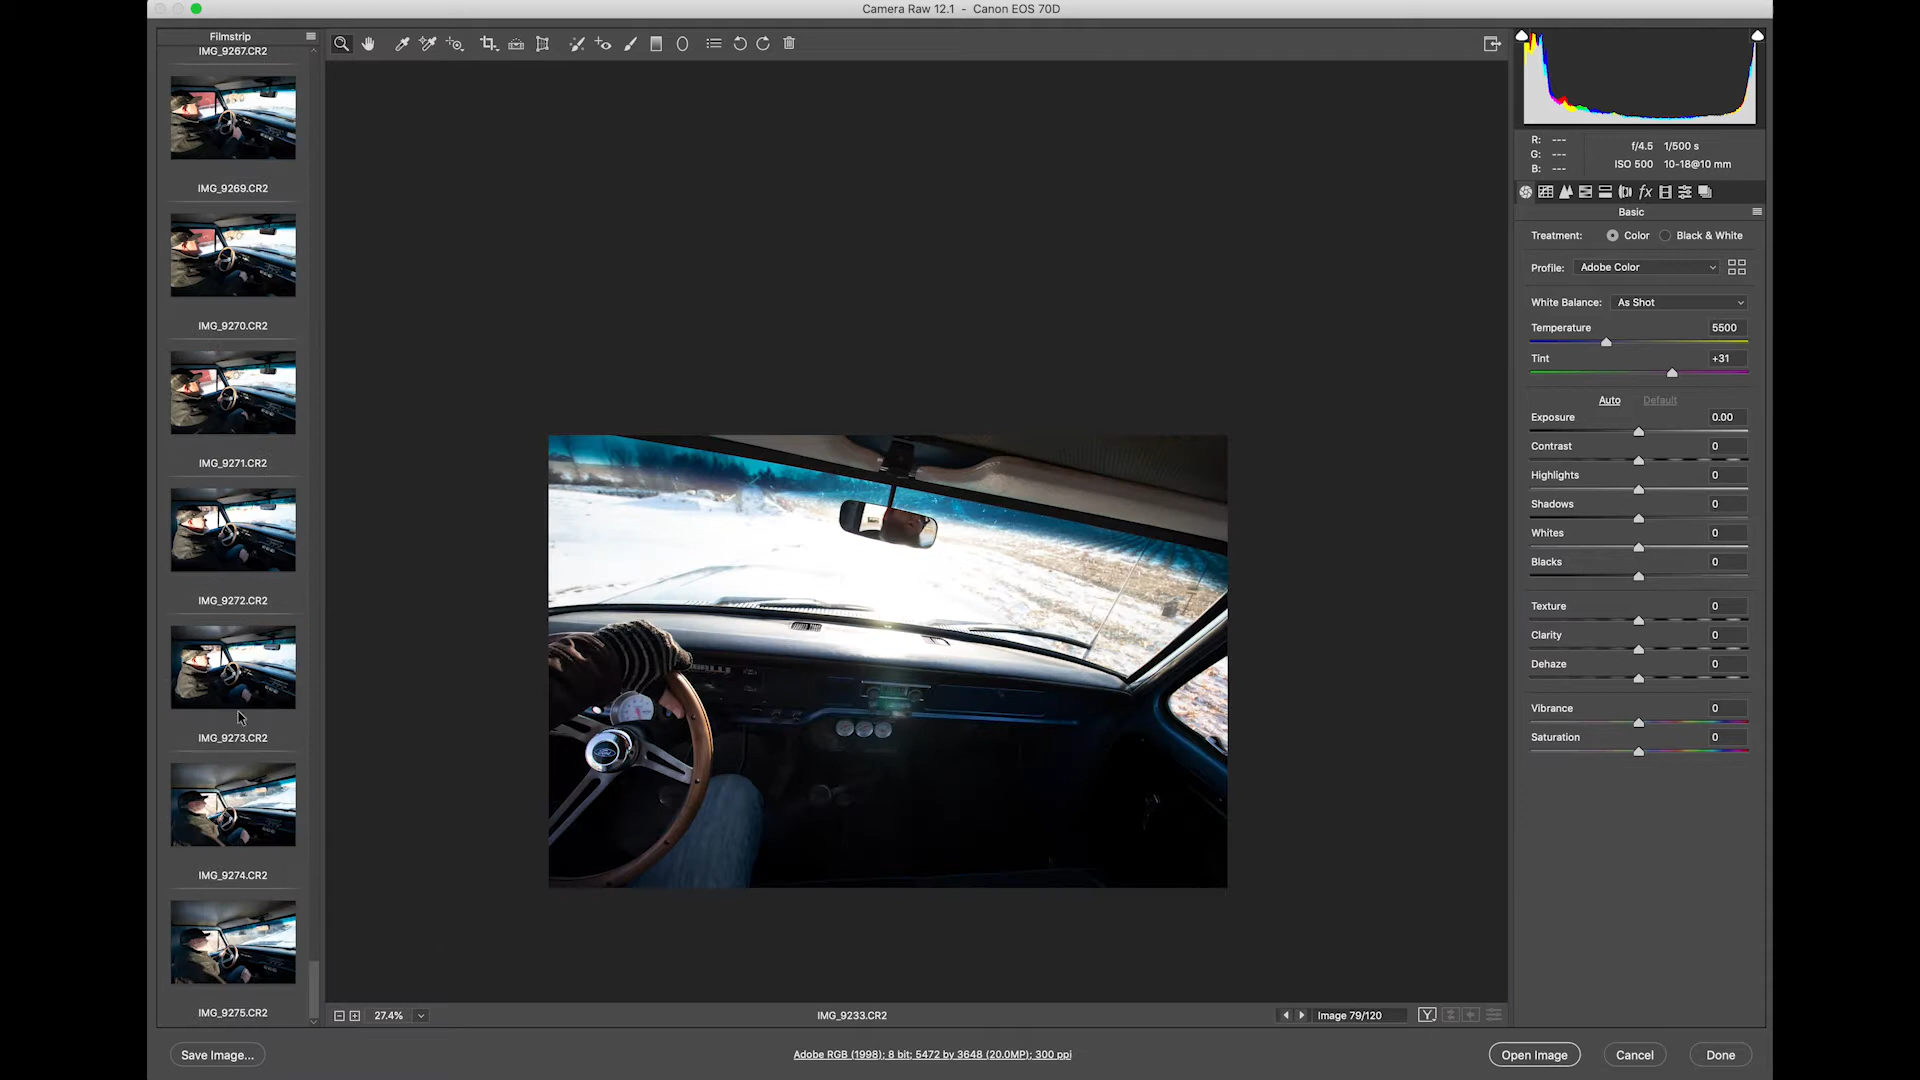 Camera Raw 12.1 - Canon EOS 70D
Filmstrip
IMG_9267.CR2
IMG_9269.CR2
IMG_9270.CR2
IMG_9271.CR2
IMG_9272.CR2
IMG_9273.CR2
IMG_9274.CR2
IMG_9275.CR2
27.4%
IMG_9233.CR2
Image 79/120
Y
R: ---
G: ---
B: ---
f/4.5 1/500 s
ISO 500 10-18@10 mm
fx
Basic
Treatment: Color Black & White
Profile: Adobe Color
White Balance: As Shot
Temperature 5500
Tint +31
Auto Default
Exposure 0.00
Contrast 0
Highlights 0
Shadows 0
Whites 0
Blacks 0
Texture 0
Clarity 0
Dehaze 0
Vibrance 0
Saturation 0
Save Image...
Adobe RGB (1998); 8 bit; 5472 by 3648 (20.0MP); 300 ppi
Open Image
Cancel
Done